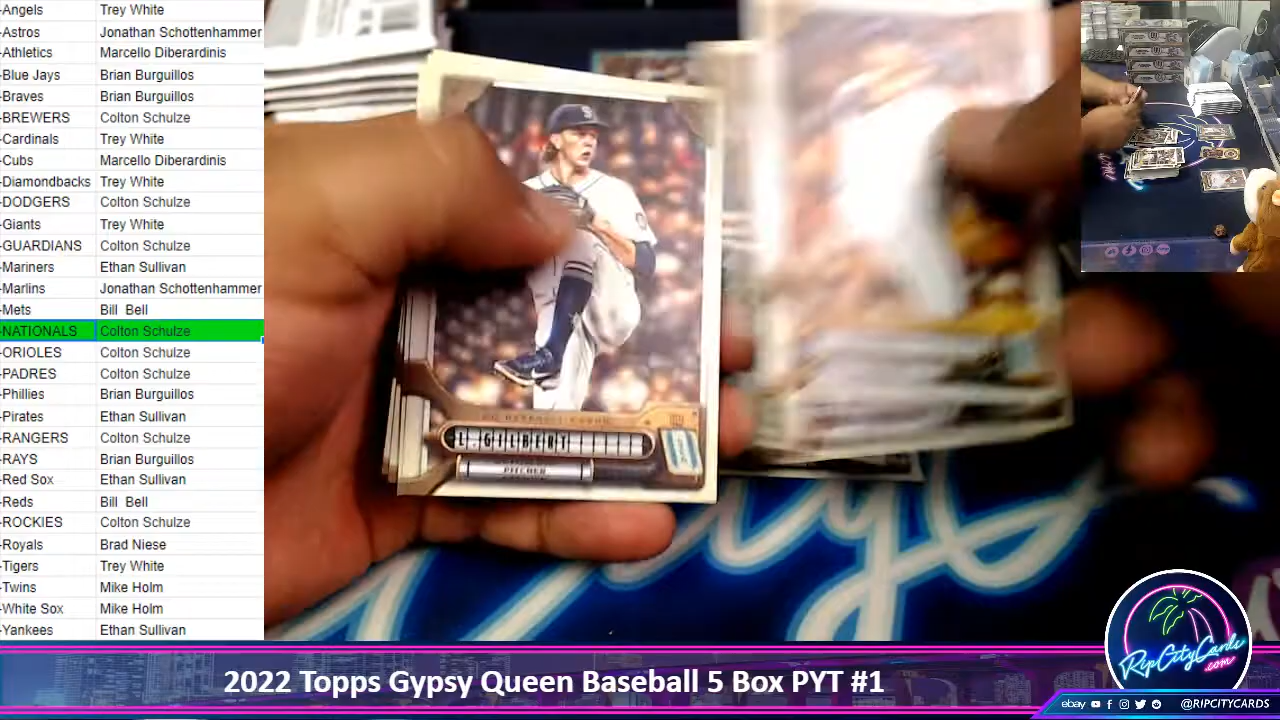 -Angels Trey White
-Astros Jonathan Schottenhammer
-Athletics Marcello Diberardinis
-Blue Jays Brian Burguillos
-Braves Brian Burguillos
-BREWERS Colton Schulze
-Cardinals Trey White
-Cubs Marcello Diberardinis
-Diamondbacks Trey White
-DODGERS Colton Schulze
-Giants Trey White
-GUARDIANS Colton Schulze
-Mariners Ethan Sullivan
-Marlins Jonathan Schottenhammer
-Mets Bill Bell
-NATIONALS Colton Schulze
-ORIOLES Colton Schulze
-PADRES Colton Schulze
-Phillies Brian Burguillos
-Pirates Ethan Sullivan
-RANGERS Colton Schulze
-RAYS Brian Burguillos
-Red Sox Ethan Sullivan
-Reds Bill Bell
-ROCKIES Colton Schulze
-Royals Brad Niese
-Tigers Trey White
-Twins Mike Holm
-White Sox Mike Holm
-Yankees Ethan Sullivan
L. GILBERT
PITCHER
RipCityCards
.com
2022 Topps Gypsy Queen Baseball 5 Box PYT #1
ebay @RIPCITYCARDS